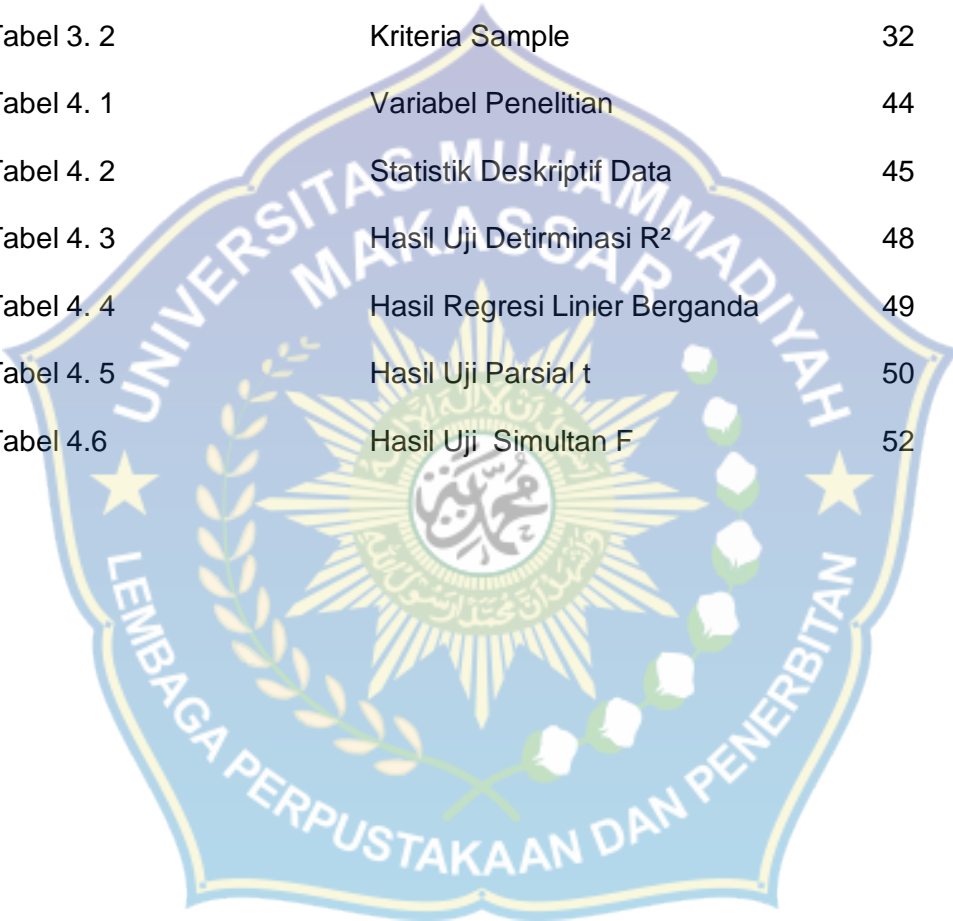 Tabel 3. 2 Kriteria Sample 32
Tabel 4. 1 Variabel Penelitian 44
Tabel 4. 2 Statistik Deskriptif Data 45
Tabel 4. 3 Hasil Uji Detirminasi R² 48
Tabel 4. 4 Hasil Regresi Linier Berganda 49
Tabel 4. 5 Hasil Uji Parsial t 50
Tabel 4.6 Hasil Uji Simultan F 52
UNIVERSITAS MUHAMMADIYAH
MAKASSAR
LEMBAGA PERPUSTAKAAN DAN PENERBITAN